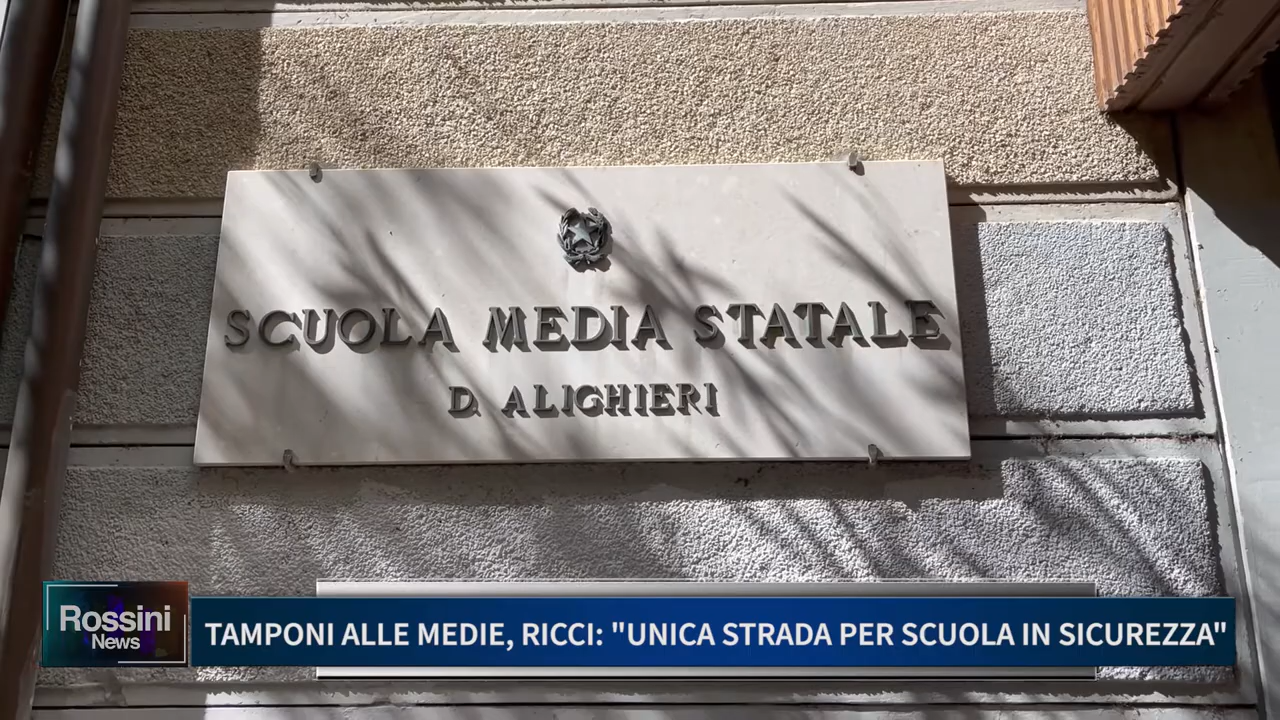 SCUOLA MEDIA STATALE
D. ALIGHIERI
Rossini
News
TAMPONI ALLE MEDIE, RICCI: "UNICA STRADA PER SCUOLA IN SICUREZZA"